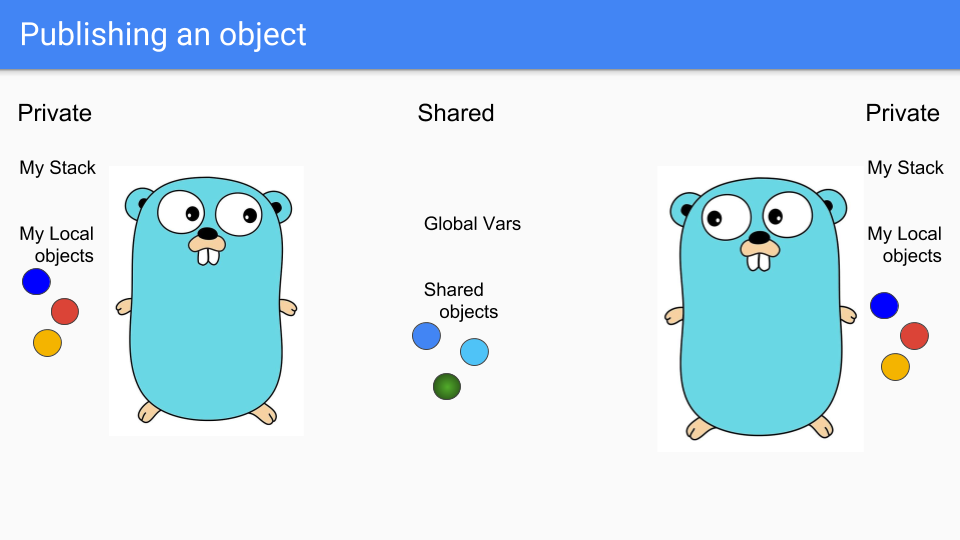 Publishing an object
Private
Shared
Private
My Stack
My Stack
Global Vars
My Local
objects
My Local
objects
Shared
objects